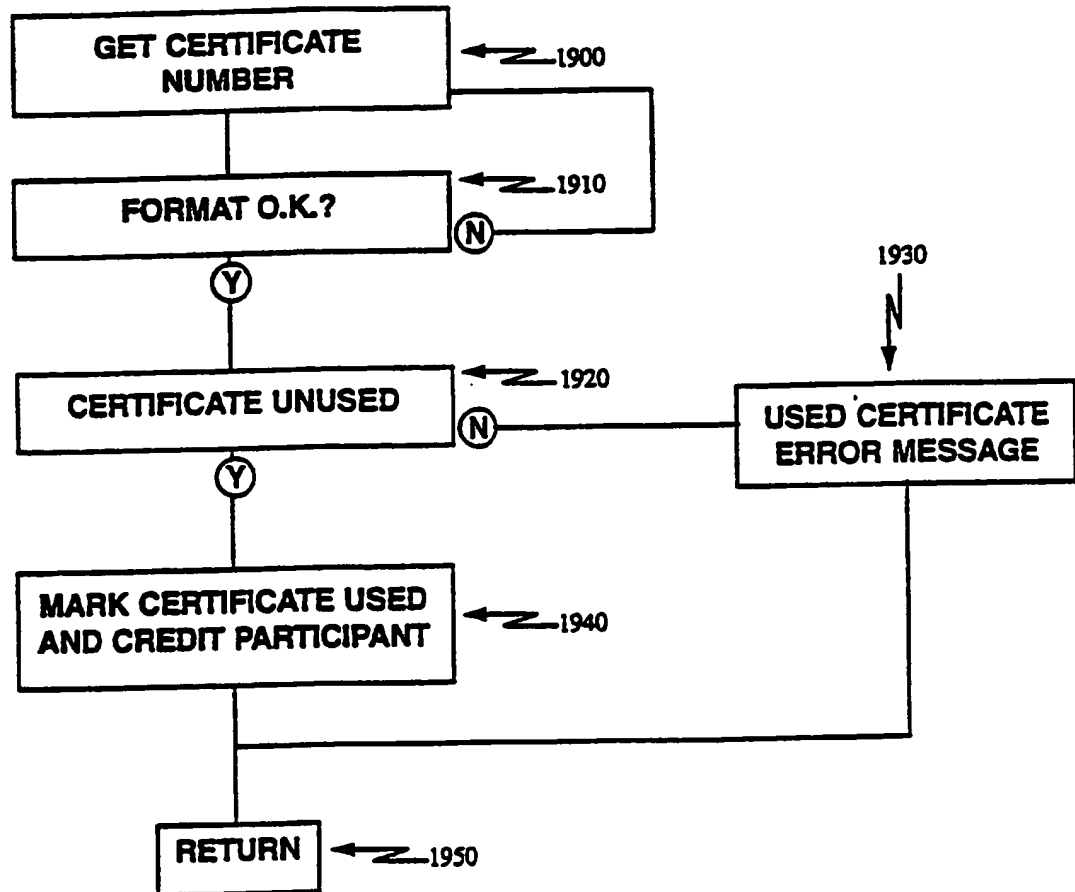 GET CERTIFICATE
NUMBER
1900
FORMAT O.K.?
1910
N
Y
1930
CERTIFICATE UNUSED
1920
N
Y
USED CERTIFICATE
ERROR MESSAGE
MARK CERTIFICATE USED
AND CREDIT PARTICIPANT
1940
RETURN
1950